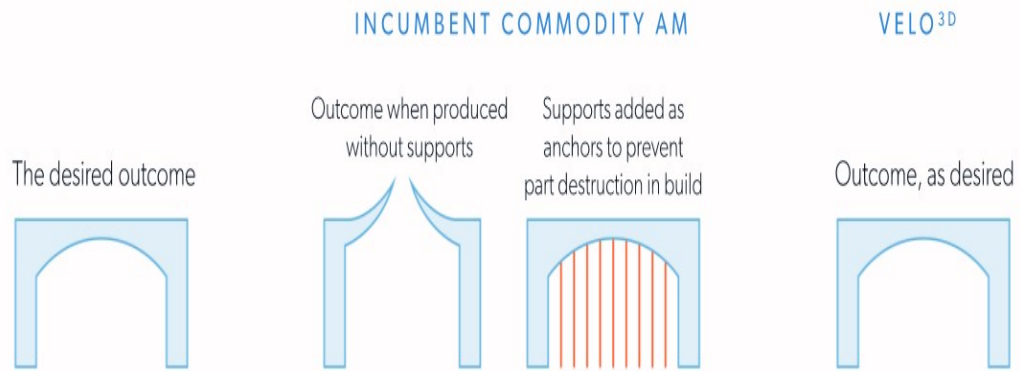 INCUMBENT COMMODITY AM
VELO3D
Outcome when produced
without supports
Supports added as
anchors to prevent
part destruction in build
The desired outcome
Outcome, as desired